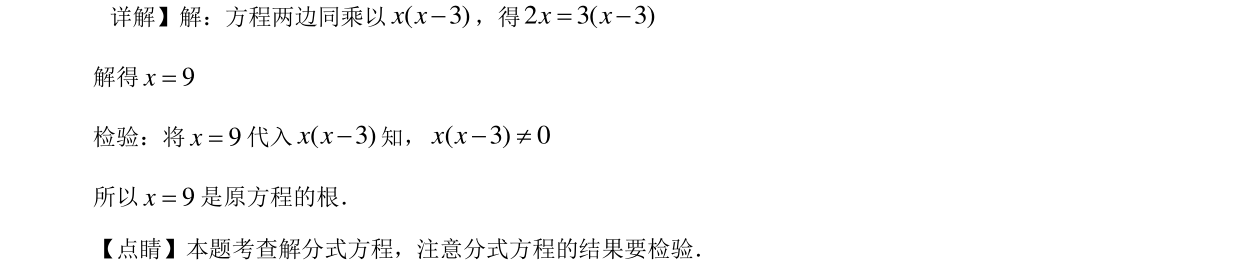 详解】解：方程两边同乘以 x(x−3)，得 2x=3(x−3)
解得 x=9
检验：将 x=9 代入 x(x−3) 知，x(x−3)≠0
所以 x=9 是原方程的根．
【点睛】本题考查解分式方程，注意分式方程的结果要检验．